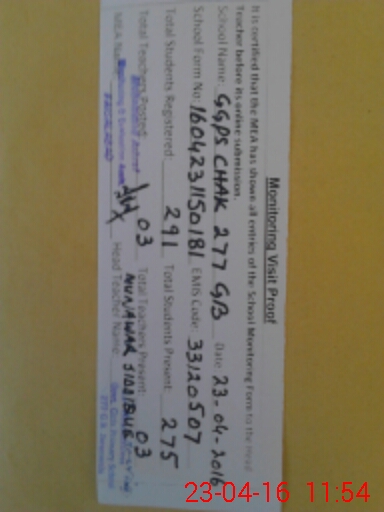 Monitoring Visit Proof
It is certified that the MEA has shown all entries of the School Monitoring Form to the Head
Teacher before its online submission.
School Name: GGPS CHAK 277 GB Date: 23-04-2016
School Form No: 1604231150181 EMIS Code: 33120507
Total Students Registered: 291 Total Students Present: 275
Total Teachers Posted: 03 Total Teachers Present: 03
MEA Head Teacher Name: MUNAWAR
23-04-16 11:54